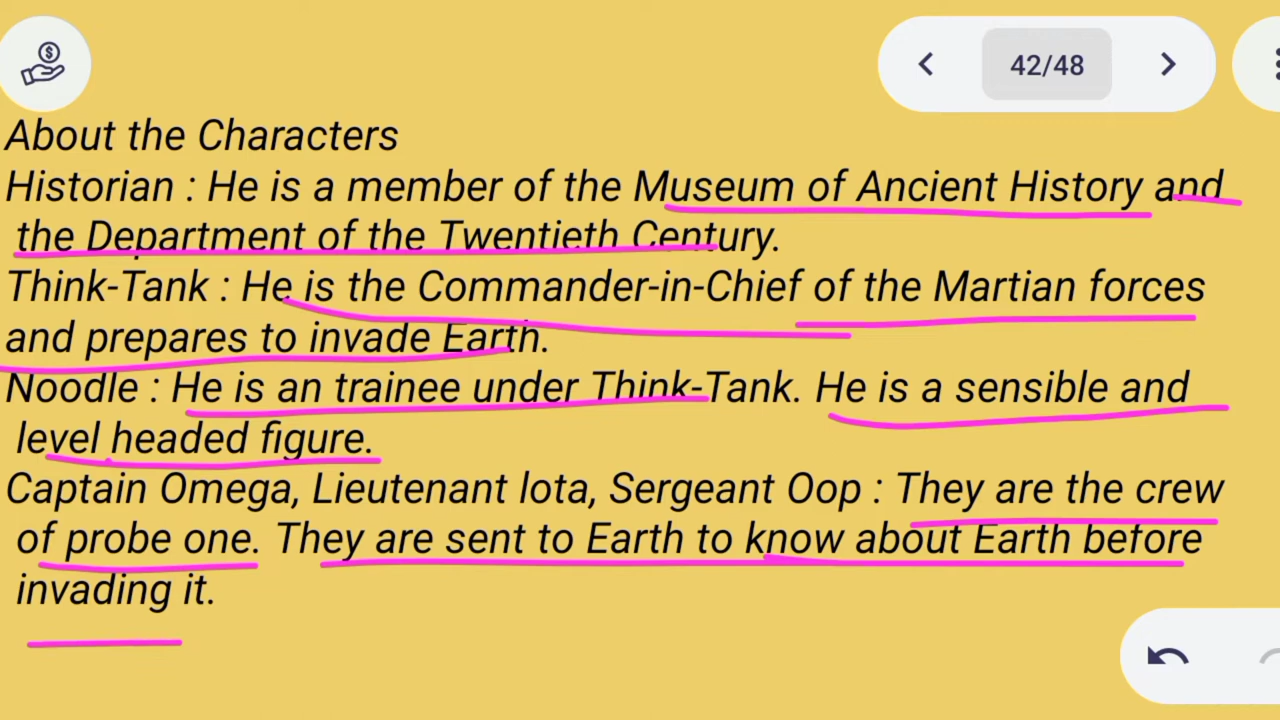 42/48
About the Characters
Historian : He is a member of the Museum of Ancient History and
the Department of the Twentieth Century.
Think-Tank : He is the Commander-in-Chief of the Martian forces
and prepares to invade Earth.
Noodle : He is an trainee under Think-Tank. He is a sensible and
level headed figure.
Captain Omega, Lieutenant Iota, Sergeant Oop : They are the crew
of probe one. They are sent to Earth to know about Earth before
invading it.